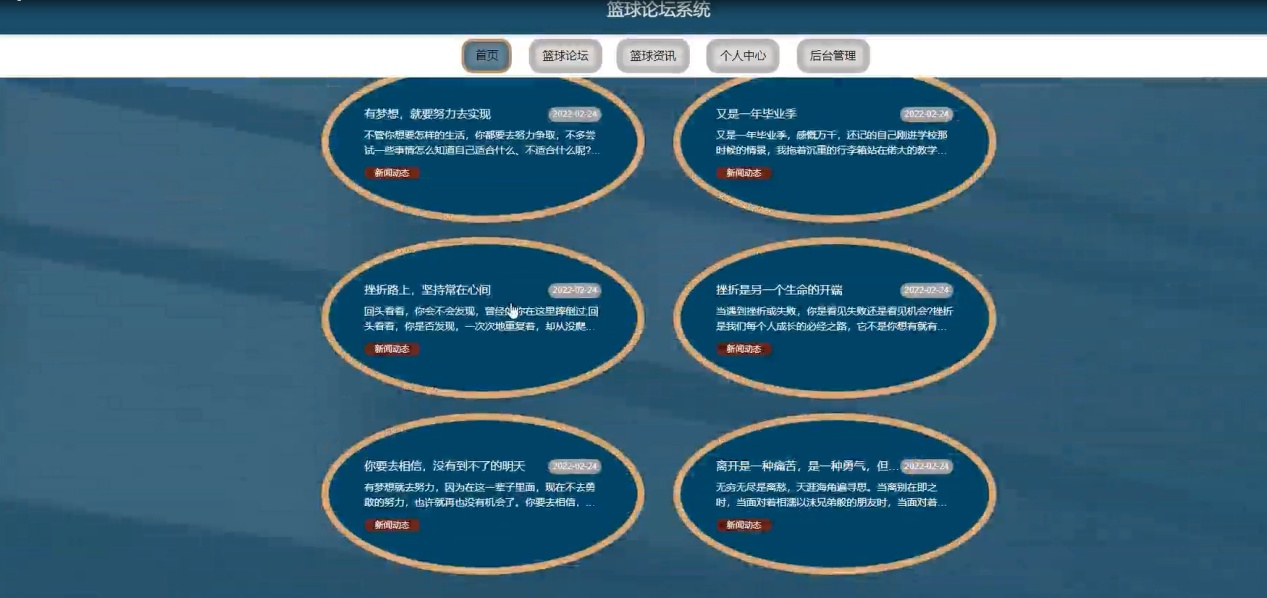 篮球论坛系统
首页 篮球论坛 篮球资讯 个人中心 后台管理
有梦想，就要努力去实现 2022-02-24
不管你想要怎样的生活，你都要去努力争取，不多尝
试一些事情怎么知道自己适合什么、不适合什么呢?...
新闻动态
又是一年毕业季 2022-02-24
又是一年毕业季，感慨万千，还记的自己刚进学校那
时候的情景，我拖着沉重的行李箱站在偌大的教学...
新闻动态
挫折路上，坚持常在心间 2022-02-24
回头看看，你会不会发现，曾经的你在这里摔倒过;回
头看看，你是否发现，一次次地重复着，却从没爬...
新闻动态
挫折是另一个生命的开端 2022-02-24
当遇到挫折或失败，你是看见失败还是看见机会?挫折
是我们每个人成长的必经之路，它不是你想有就有...
新闻动态
你要去相信，没有到不了的明天 2022-02-24
有梦想就去努力，因为在这一辈子里面，现在不去勇
敢的努力，也许就再也没有机会了。你要去相信，...
新闻动态
离开是一种痛苦，是一种勇气，但... 2022-02-24
无穷无尽是离愁，天涯海角遍寻思。当离别在即之
时，当面对着相濡以沫兄弟般的朋友时，当面对着...
新闻动态